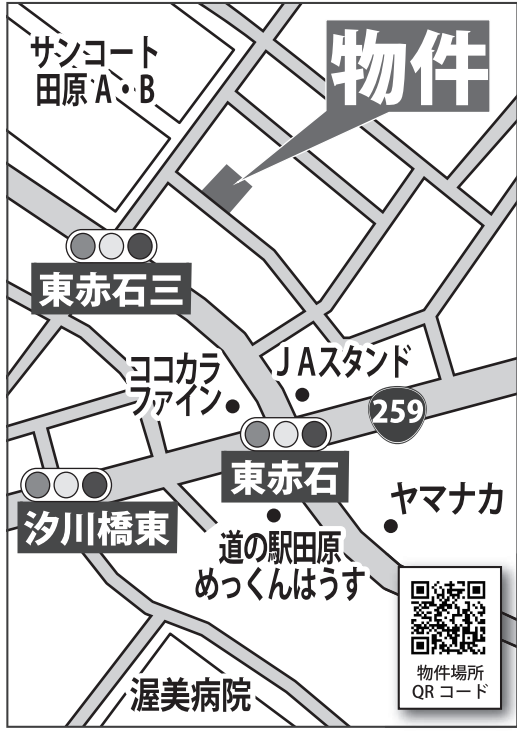 サンコート
田原A・B
物件
東赤石三
ココカラ
ファイン
JAスタンド
259
東赤石
汐川橋東
ヤマナカ
道の駅田原
めっくんはうす
物件場所
QRコード
渥美病院